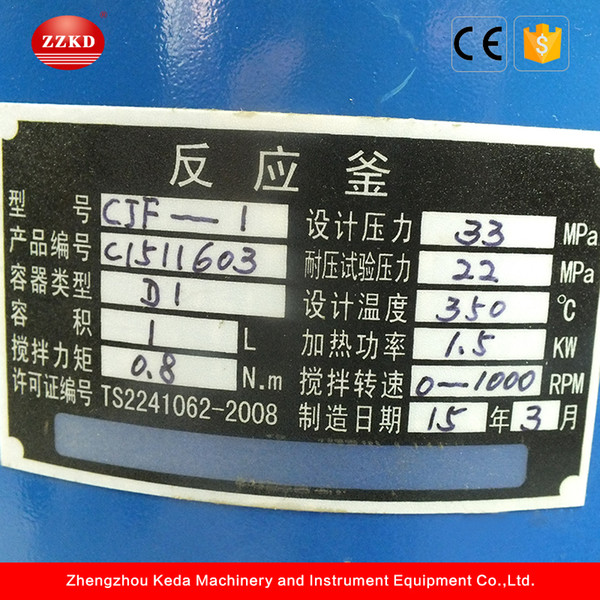 ZZKD
CE $
反应釜
型号 CJF—1
产品编号 C1511603
容器类型 D1
容积 1 L
搅拌力矩 0.8 N.m
许可证编号 TS2241062-2008
设计压力 33 MPa
耐压试验压力 22 MPa
设计温度 350 ℃
加热功率 1.5 KW
搅拌转速 0—1000 RPM
制造日期 15 年 3 月
Zhengzhou Keda Machinery and Instrument Equipment Co.,Ltd.